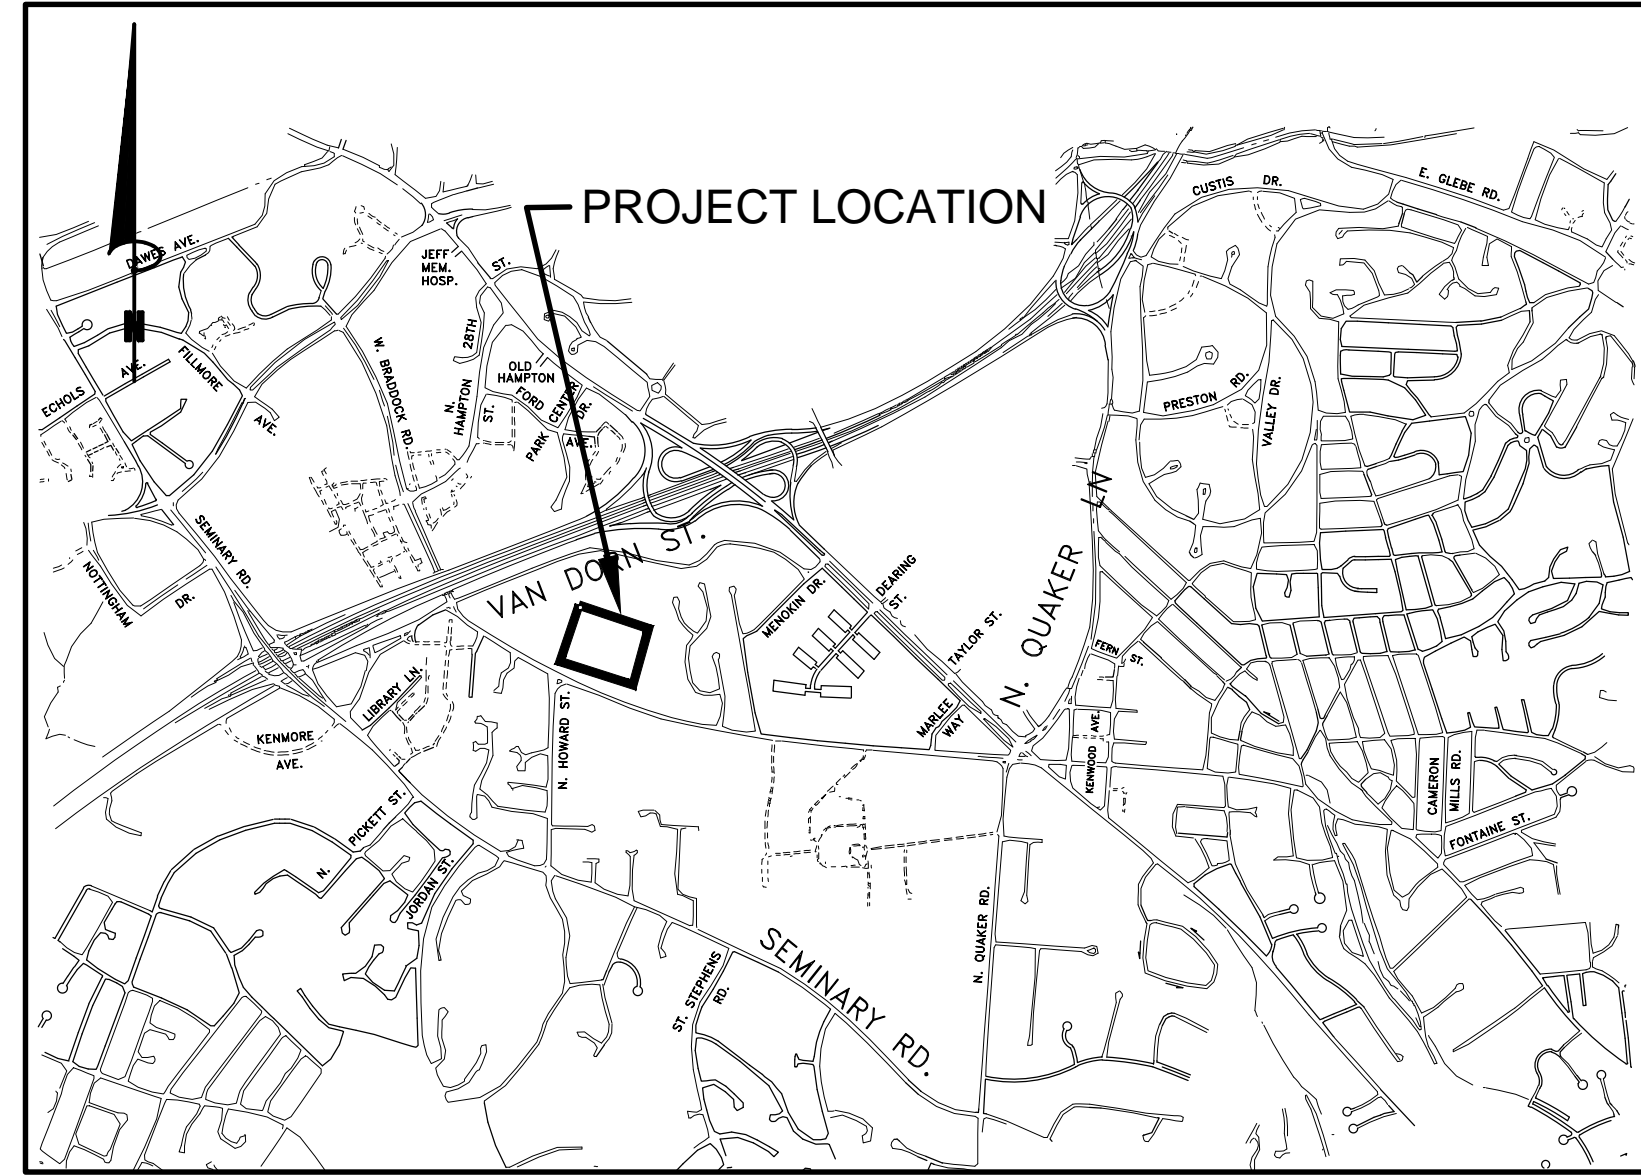 PROJECT LOCATION
CUSTIS DR.
E. GLEBE RD.
DAWES AVE.
JEFF
MEM.
HOSP.
ST.
N
28TH
FILLMORE
AVE.
AVE.
ECHOLS
W. BRADDOCK RD.
OLD
HAMPTON
N.
HAMPTON
ST.
FORD
AVE.
PARK CENTER
DR.
PRESTON RD.
VALLEY DR.
SEMINARY RD.
NOTTINGHAM
DR.
VAN DORN ST.
N. QUAKER LN
MENOKIN DR.
DEARING
ST.
TAYLOR ST.
FERN ST.
MARLEE
WAY
KENWOOD AVE.
LIBRARY LN.
KENMORE
AVE.
N. HOWARD ST.
CAMERON
MILLS RD.
FONTAINE ST.
N. PICKETT ST.
JORDAN ST.
N. QUAKER RD.
ST. STEPHENS
RD.
SEMINARY RD.